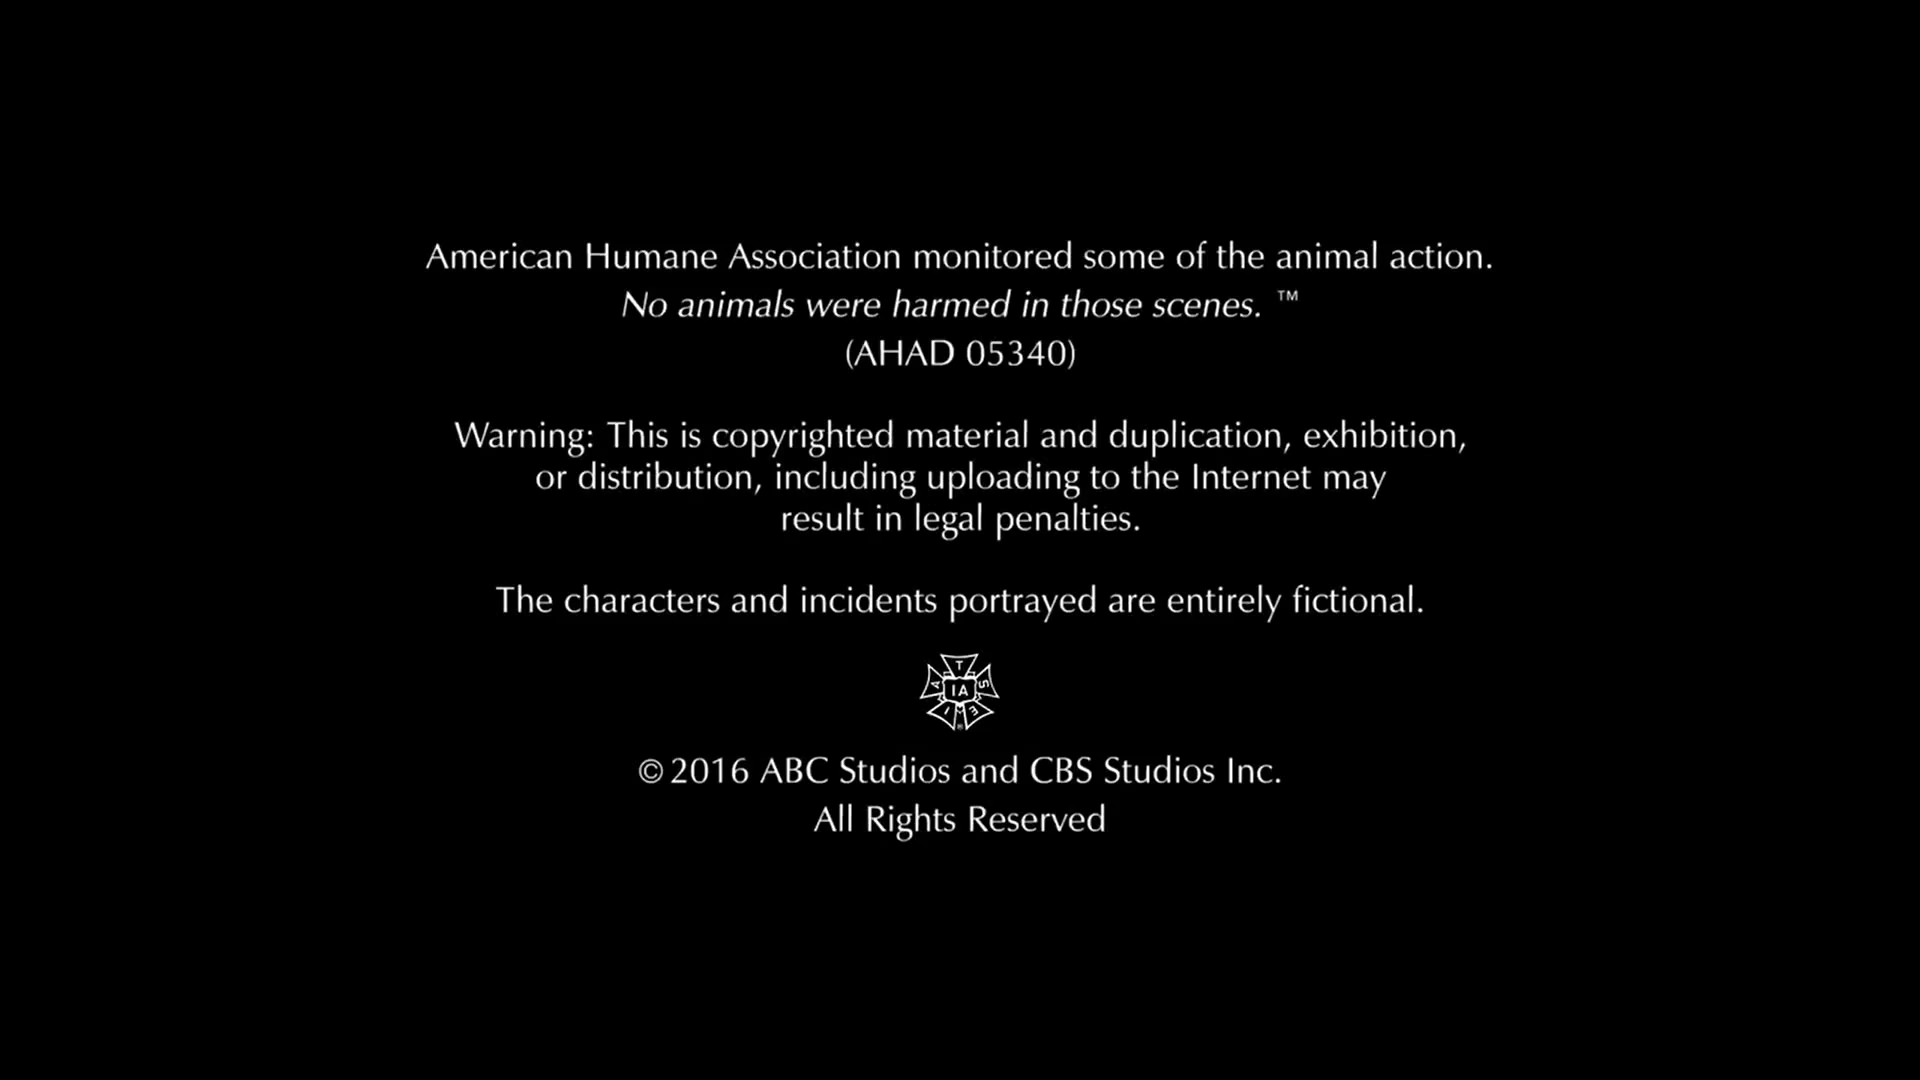 American Humane Association monitored some of the animal action.
No animals were harmed in those scenes. ™
(AHAD 05340)
Warning: This is copyrighted material and duplication, exhibition,
or distribution, including uploading to the Internet may
result in legal penalties.
The characters and incidents portrayed are entirely fictional.
I A T S E
IA
®
© 2016 ABC Studios and CBS Studios Inc.
All Rights Reserved